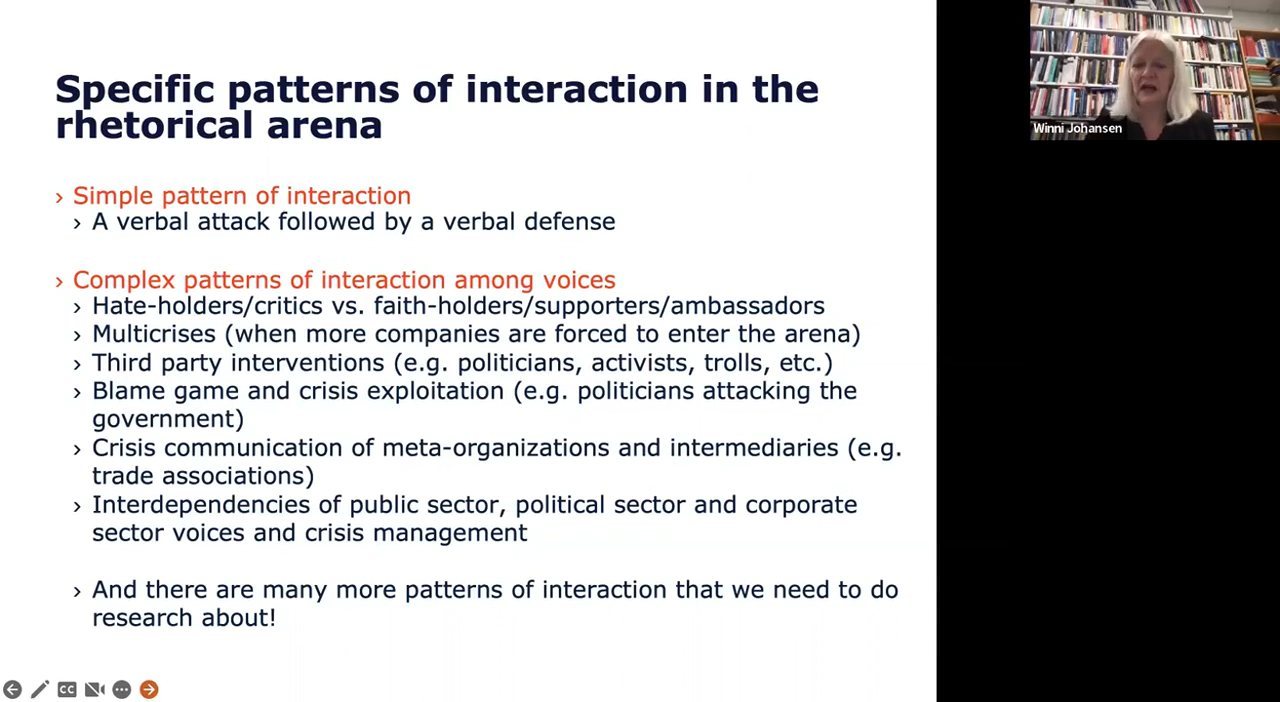 Specific patterns of interaction in the
rhetorical arena
› Simple pattern of interaction
› A verbal attack followed by a verbal defense
› Complex patterns of interaction among voices
› Hate-holders/critics vs. faith-holders/supporters/ambassadors
› Multicrises (when more companies are forced to enter the arena)
› Third party interventions (e.g. politicians, activists, trolls, etc.)
› Blame game and crisis exploitation (e.g. politicians attacking the
government)
› Crisis communication of meta-organizations and intermediaries (e.g.
trade associations)
› Interdependencies of public sector, political sector and corporate
sector voices and crisis management
› And there are many more patterns of interaction that we need to do
research about!
CC
Winni Johansen